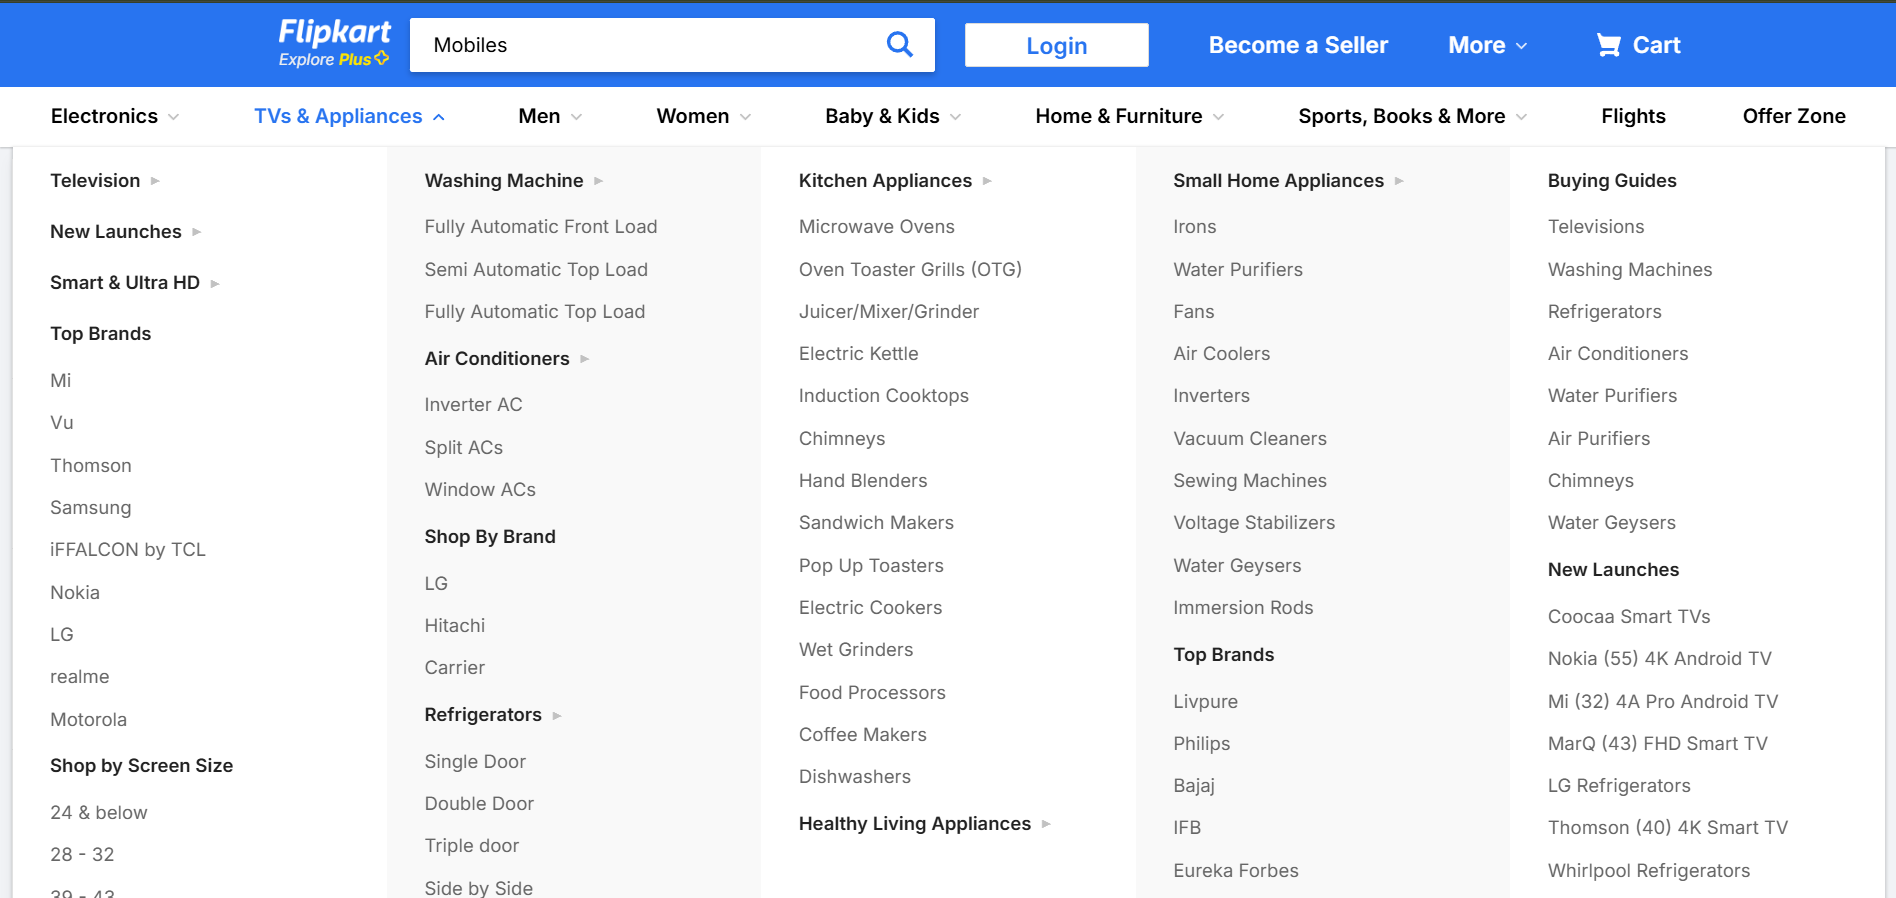 Flipkart
Explore Plus
Mobiles
Login
Become a Seller
More
Cart
Electronics
TVs & Appliances
Men
Women
Baby & Kids
Home & Furniture
Sports, Books & More
Flights
Offer Zone
Television
New Launches
Smart & Ultra HD
Top Brands
Mi
Vu
Thomson
Samsung
iFFALCON by TCL
Nokia
LG
realme
Motorola
Shop by Screen Size
24 & below
28 - 32
39 - 43
Washing Machine
Fully Automatic Front Load
Semi Automatic Top Load
Fully Automatic Top Load
Air Conditioners
Inverter AC
Split ACs
Window ACs
Shop By Brand
LG
Hitachi
Carrier
Refrigerators
Single Door
Double Door
Triple door
Side by Side
Kitchen Appliances
Microwave Ovens
Oven Toaster Grills (OTG)
Juicer/Mixer/Grinder
Electric Kettle
Induction Cooktops
Chimneys
Hand Blenders
Sandwich Makers
Pop Up Toasters
Electric Cookers
Wet Grinders
Food Processors
Coffee Makers
Dishwashers
Healthy Living Appliances
Small Home Appliances
Irons
Water Purifiers
Fans
Air Coolers
Inverters
Vacuum Cleaners
Sewing Machines
Voltage Stabilizers
Water Geysers
Immersion Rods
Top Brands
Livpure
Philips
Bajaj
IFB
Eureka Forbes
Buying Guides
Televisions
Washing Machines
Refrigerators
Air Conditioners
Water Purifiers
Air Purifiers
Chimneys
Water Geysers
New Launches
Coocaa Smart TVs
Nokia (55) 4K Android TV
Mi (32) 4A Pro Android TV
MarQ (43) FHD Smart TV
LG Refrigerators
Thomson (40) 4K Smart TV
Whirlpool Refrigerators